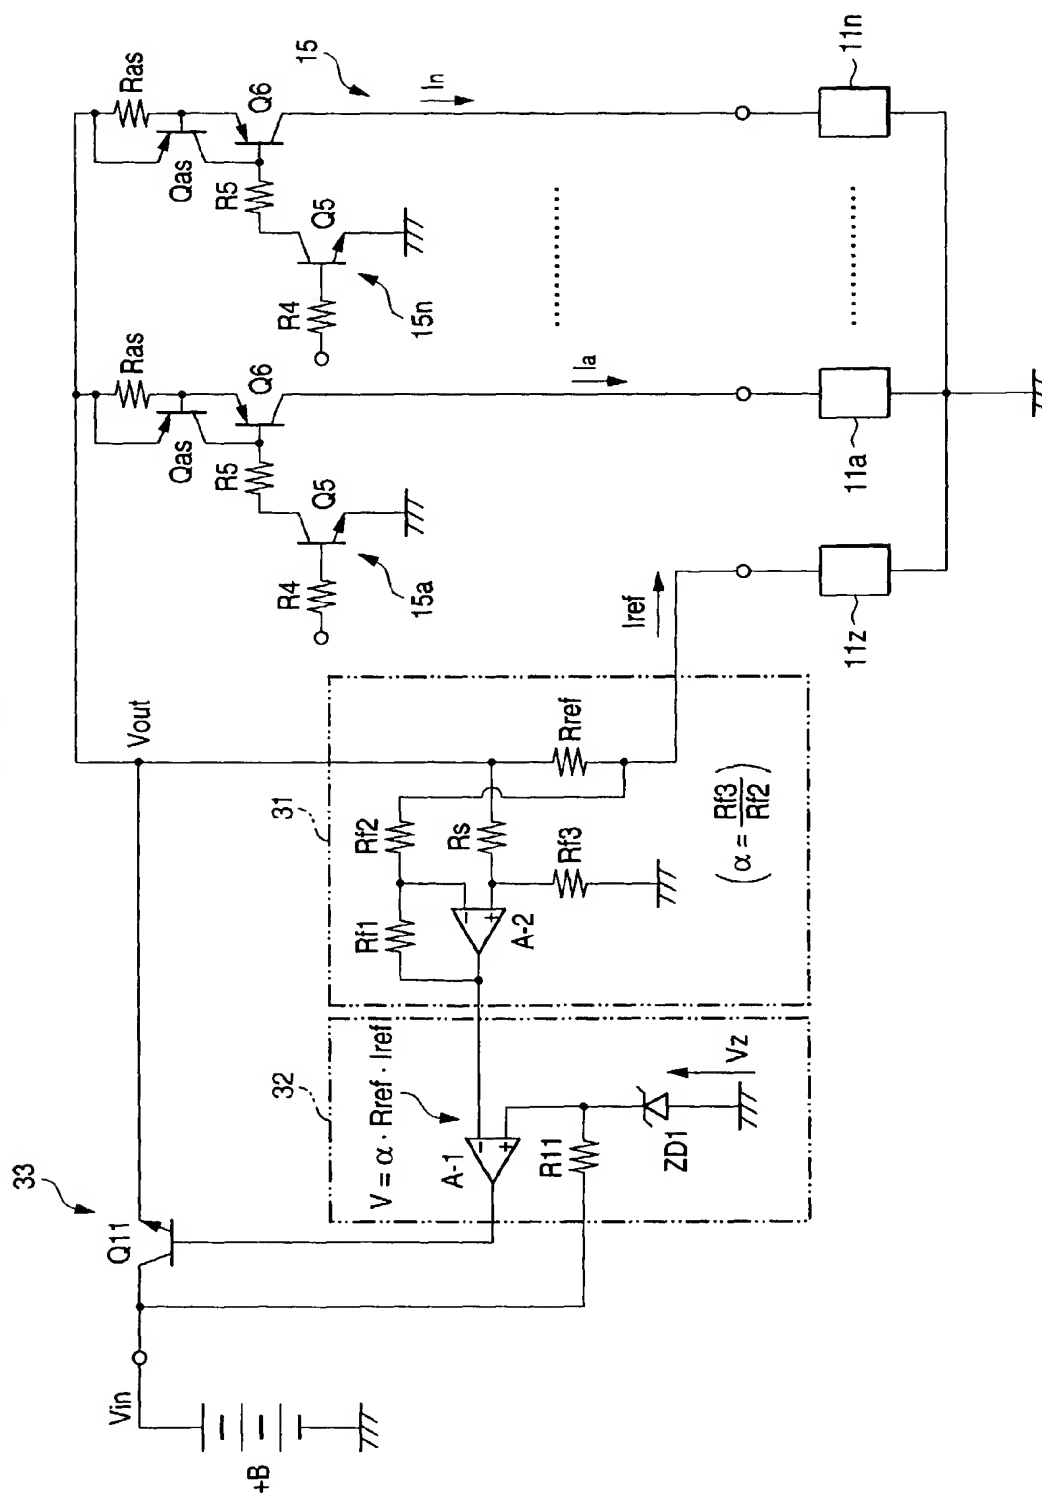 33
Q11
Vin
+B
Vout
32
V = α · Rref · Iref
A-1
R11
ZD1
Vz
31
Rf1
Rf2
Rs
Rf3
A-2
Rref
(α = Rf3
Rf2)
Iref
Ras
Qas
Q6
R5
Q5
R4
15a
Ia
Ras
Qas
Q6
R5
Q5
R4
15n
15
In
11z
11a
11n